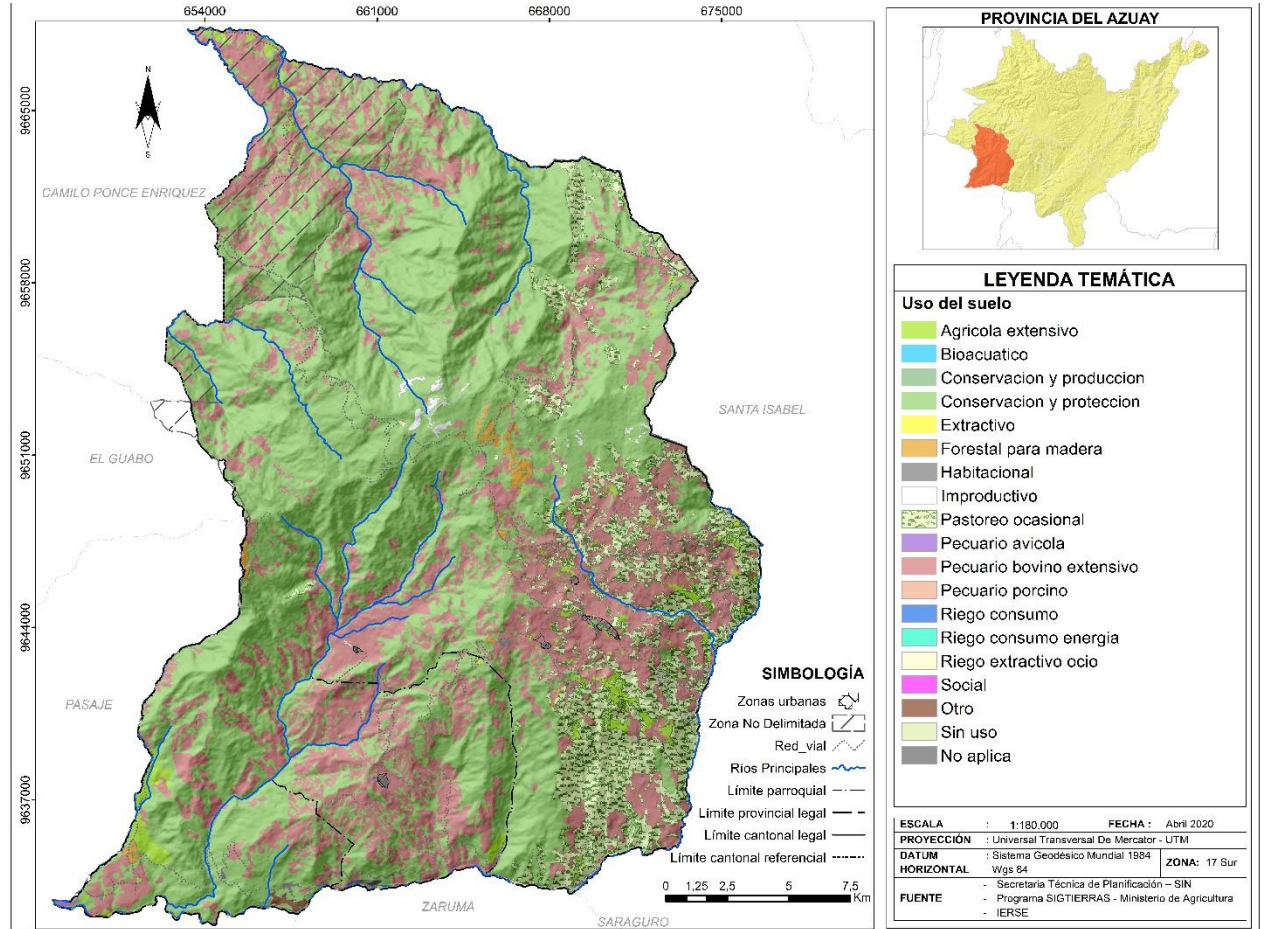 654000
661000
668000
675000
9665000
9658000
9651000
9644000
9637000
N
S
CAMILO PONCE ENRIQUEZ
SANTA ISABEL
EL GUABO
PASAJE
ZARUMA
SARAGURO
SIMBOLOGÍA
Zonas urbanas
Zona No Delimitada
Red_vial
Ríos Principales
Límite parroquial
Límite provincial legal
Límite cantonal legal
Límite cantonal referencial
0 1,25 2,5 5 7,5
Km
PROVINCIA DEL AZUAY
LEYENDA TEMÁTICA
Uso del suelo
Agricola extensivo
Bioacuatico
Conservacion y produccion
Conservacion y proteccion
Extractivo
Forestal para madera
Habitacional
Improductivo
Pastoreo ocasional
Pecuario avicola
Pecuario bovino extensivo
Pecuario porcino
Riego consumo
Riego consumo energia
Riego extractivo ocio
Social
Otro
Sin uso
No aplica
ESCALA : 1:180.000 FECHA : Abril 2020
PROYECCIÓN : Universal Transversal De Mercator - UTM
DATUM HORIZONTAL : Sistema Geodésico Mundial 1984
Wgs 84
ZONA: 17 Sur
FUENTE
- Secretaria Técnica de Planificación – SIN
- Programa SIGTIERRAS - Ministerio de Agricultura
- IERSE